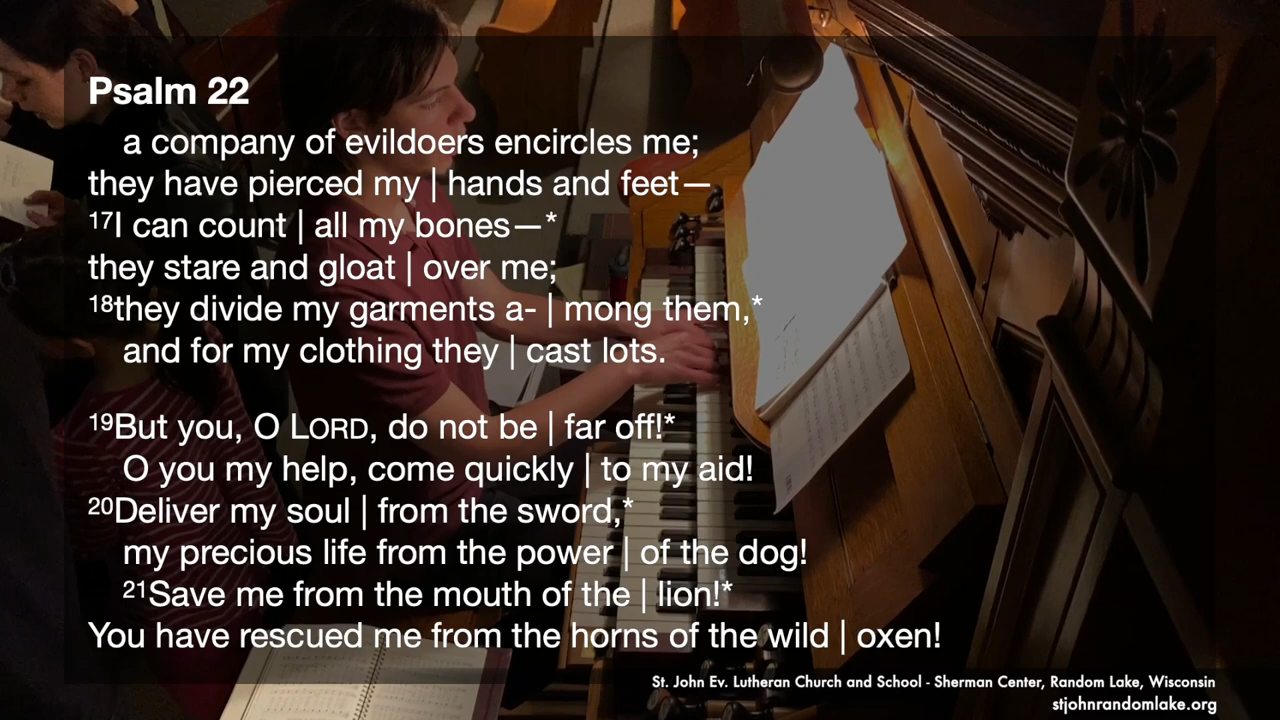 Psalm 22
a company of evildoers encircles me;
they have pierced my | hands and feet—
¹⁷I can count | all my bones—*
they stare and gloat | over me;
¹⁸they divide my garments a- | mong them,*
and for my clothing they | cast lots.
¹⁹But you, O LORD, do not be | far off!*
O you my help, come quickly | to my aid!
²⁰Deliver my soul | from the sword,*
my precious life from the power | of the dog!
²¹Save me from the mouth of the | lion!*
You have rescued me from the horns of the wild | oxen!
St. John Ev. Lutheran Church and School - Sherman Center, Random Lake, Wisconsin
stjohnrandomlake.org